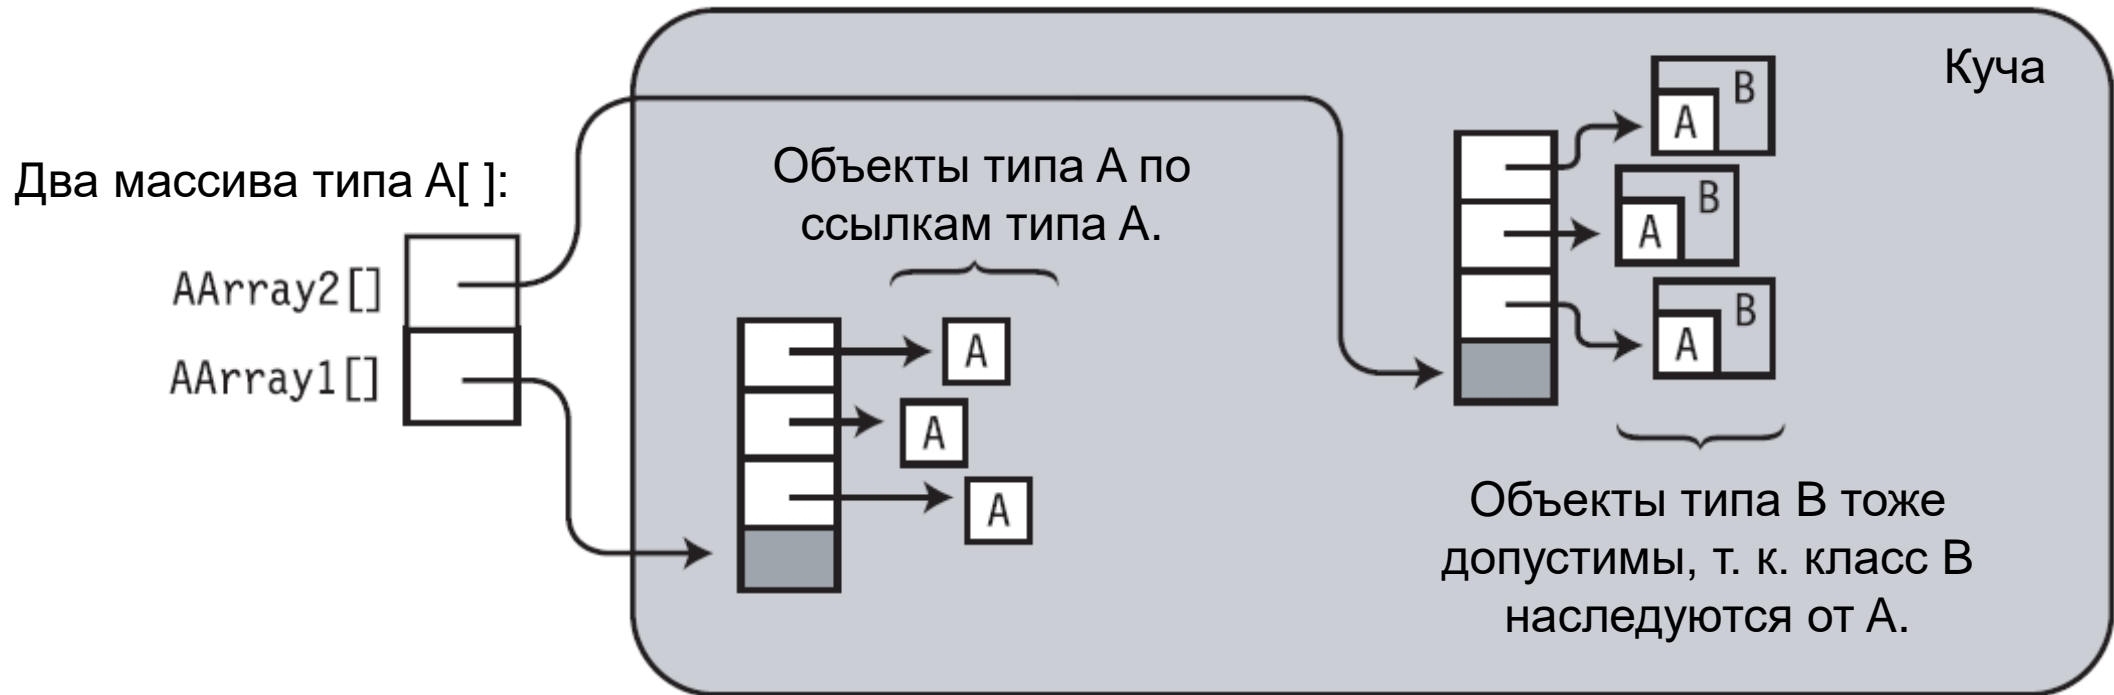 Куча
Два массива типа A[ ]:
AArray2[]
AArray1[]
Объекты типа A по
ссылкам типа A.
A
A
A
B
A
B
A
B
A
Объекты типа B тоже
допустимы, т. к. класс B
наследуются от A.